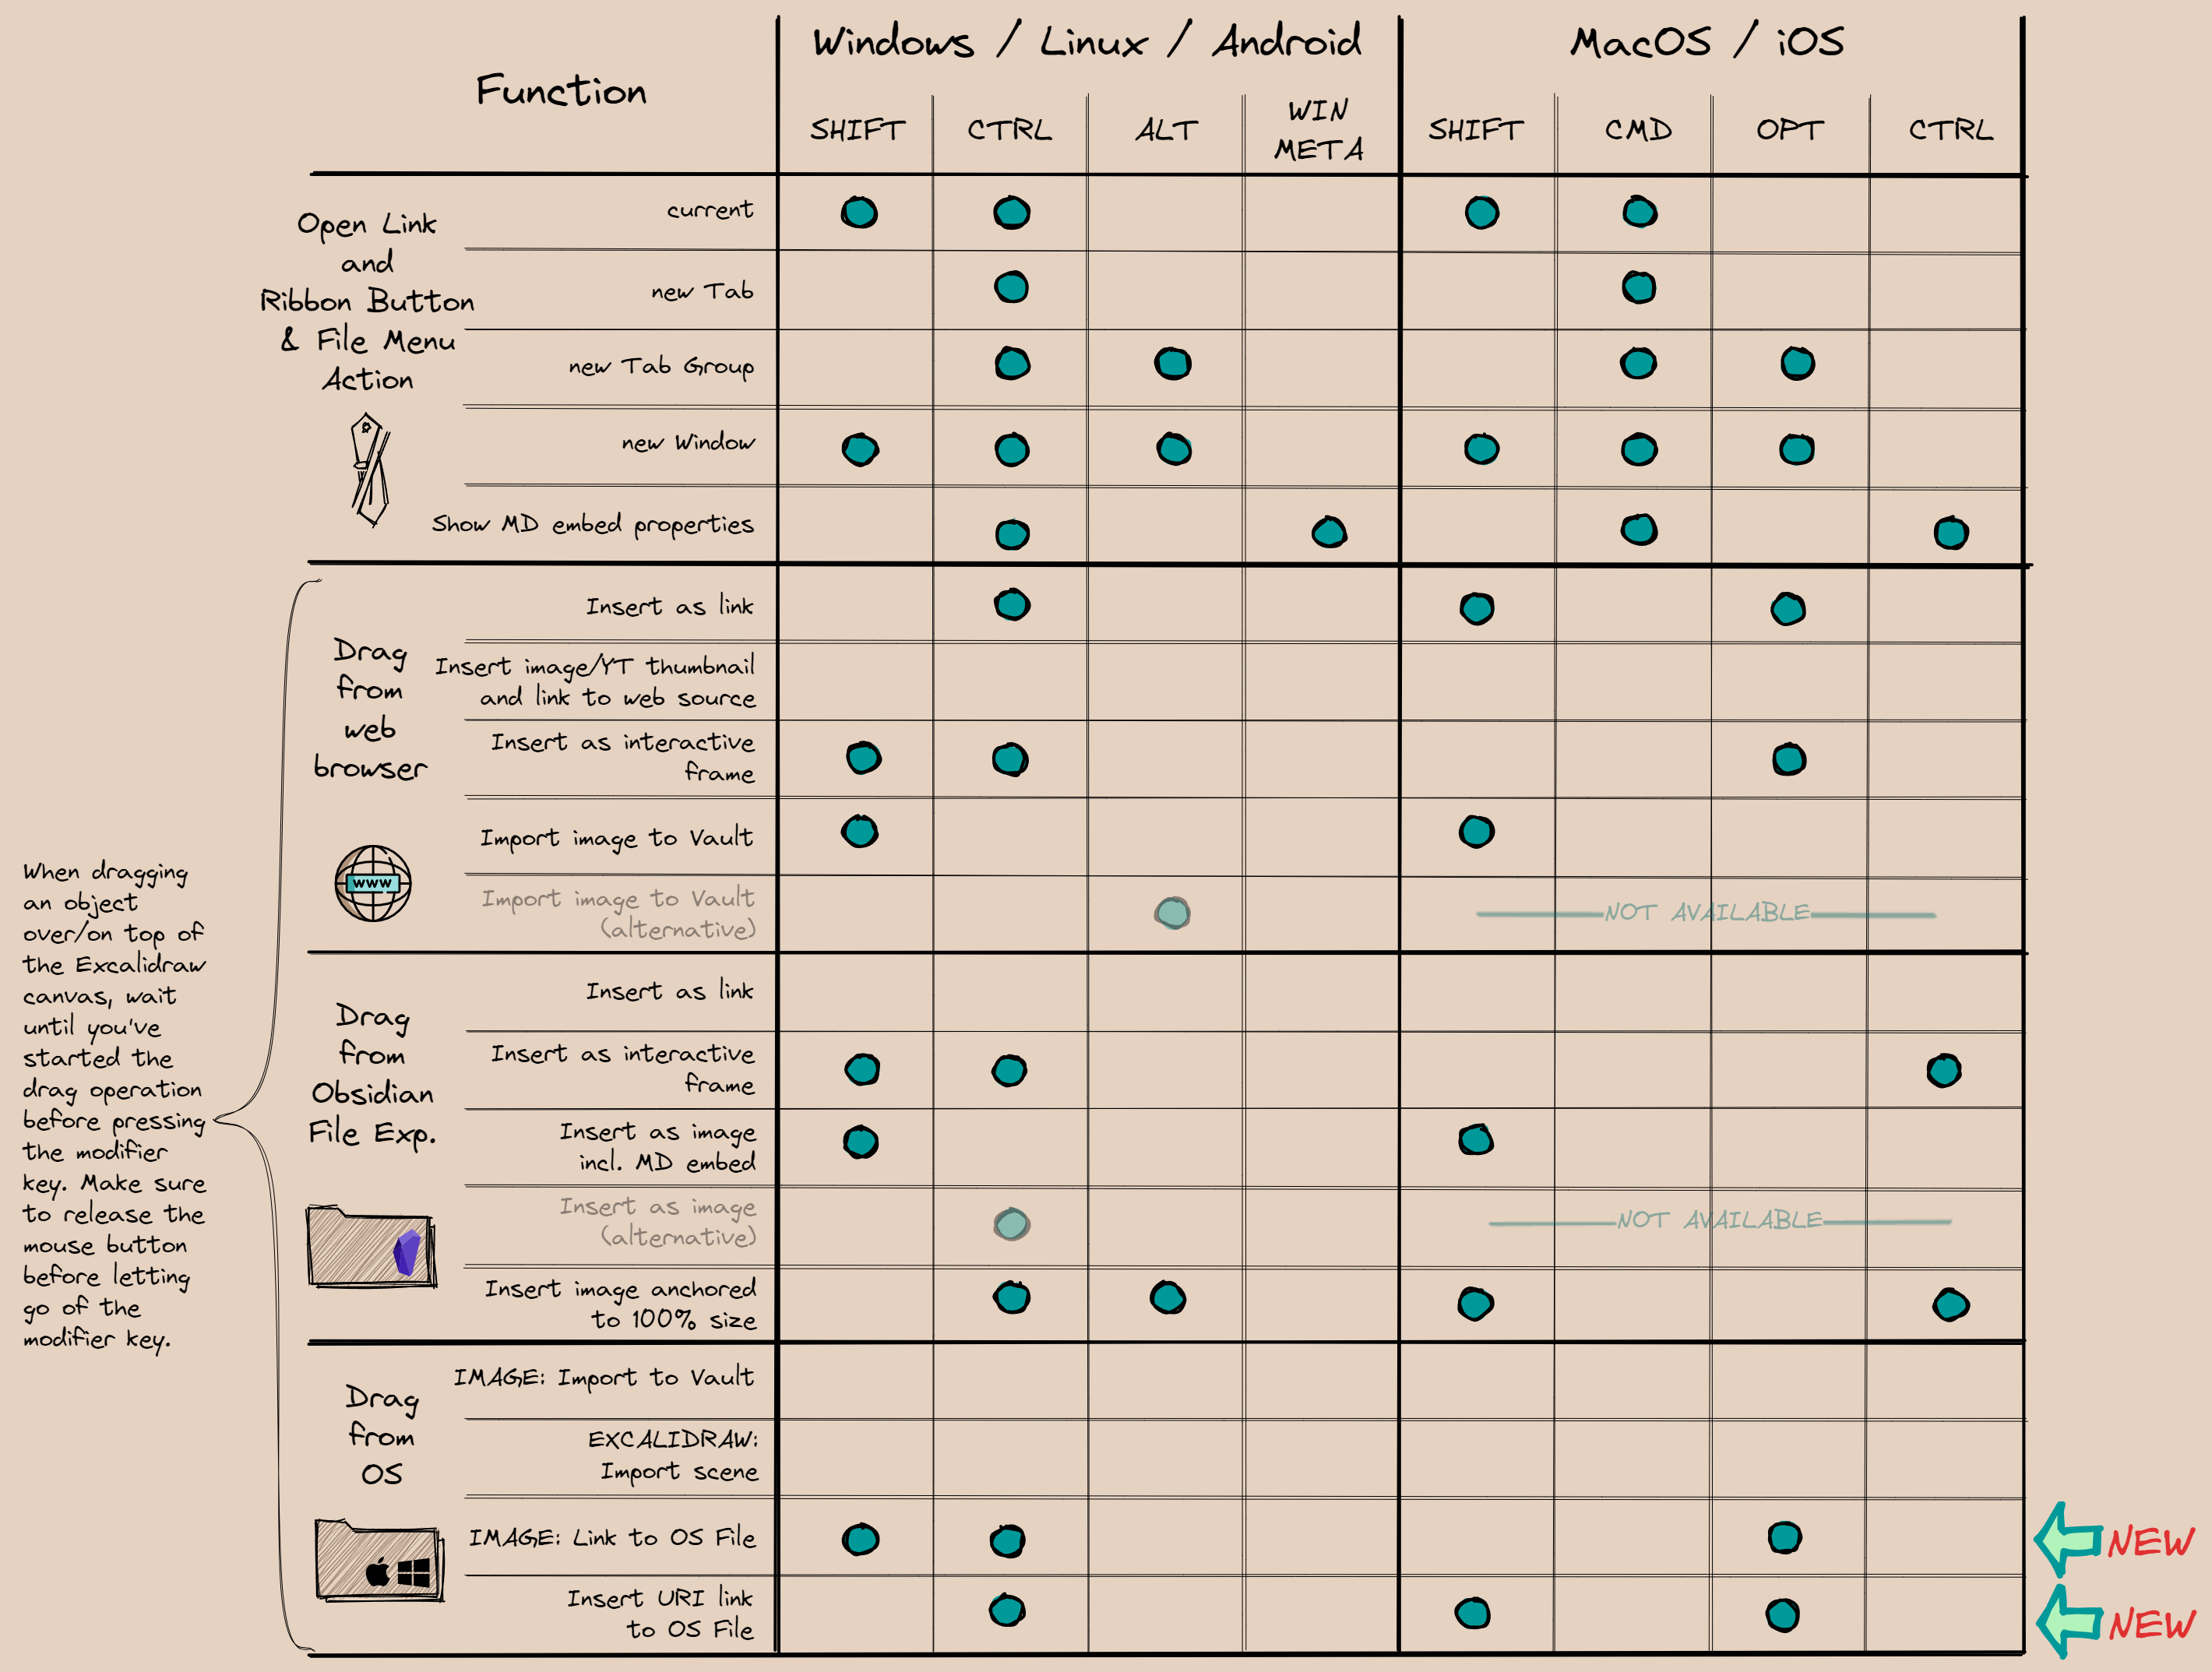 Windows / Linux / Android
MacOS / iOS
Function
SHIFT
CTRL
ALT
WIN
META
SHIFT
CMD
OPT
CTRL
Open Link
and
Ribbon Button
& File Menu
Action
current
new Tab
new Tab Group
new Window
Show MD embed properties
Drag
from
web
browser
WWW
Insert as link
Insert image/YT thumbnail
and link to web source
Insert as interactive
frame
Import image to Vault
Import image to Vault
(alternative)
NOT AVAILABLE
When dragging
an object
over/on top of
the Excalidraw
canvas, wait
until you've
started the
drag operation
before pressing
the modifier
key. Make sure
to release the
mouse button
before letting
go of the
modifier key.
Drag
from
Obsidian
File Exp.
Insert as link
Insert as interactive
frame
Insert as image
incl. MD embed
Insert as image
(alternative)
NOT AVAILABLE
Insert image anchored
to 100% size
Drag
from
OS
IMAGE: Import to Vault
EXCALIDRAW:
Import scene
IMAGE: Link to OS File
NEW
Insert URI link
to OS File
NEW